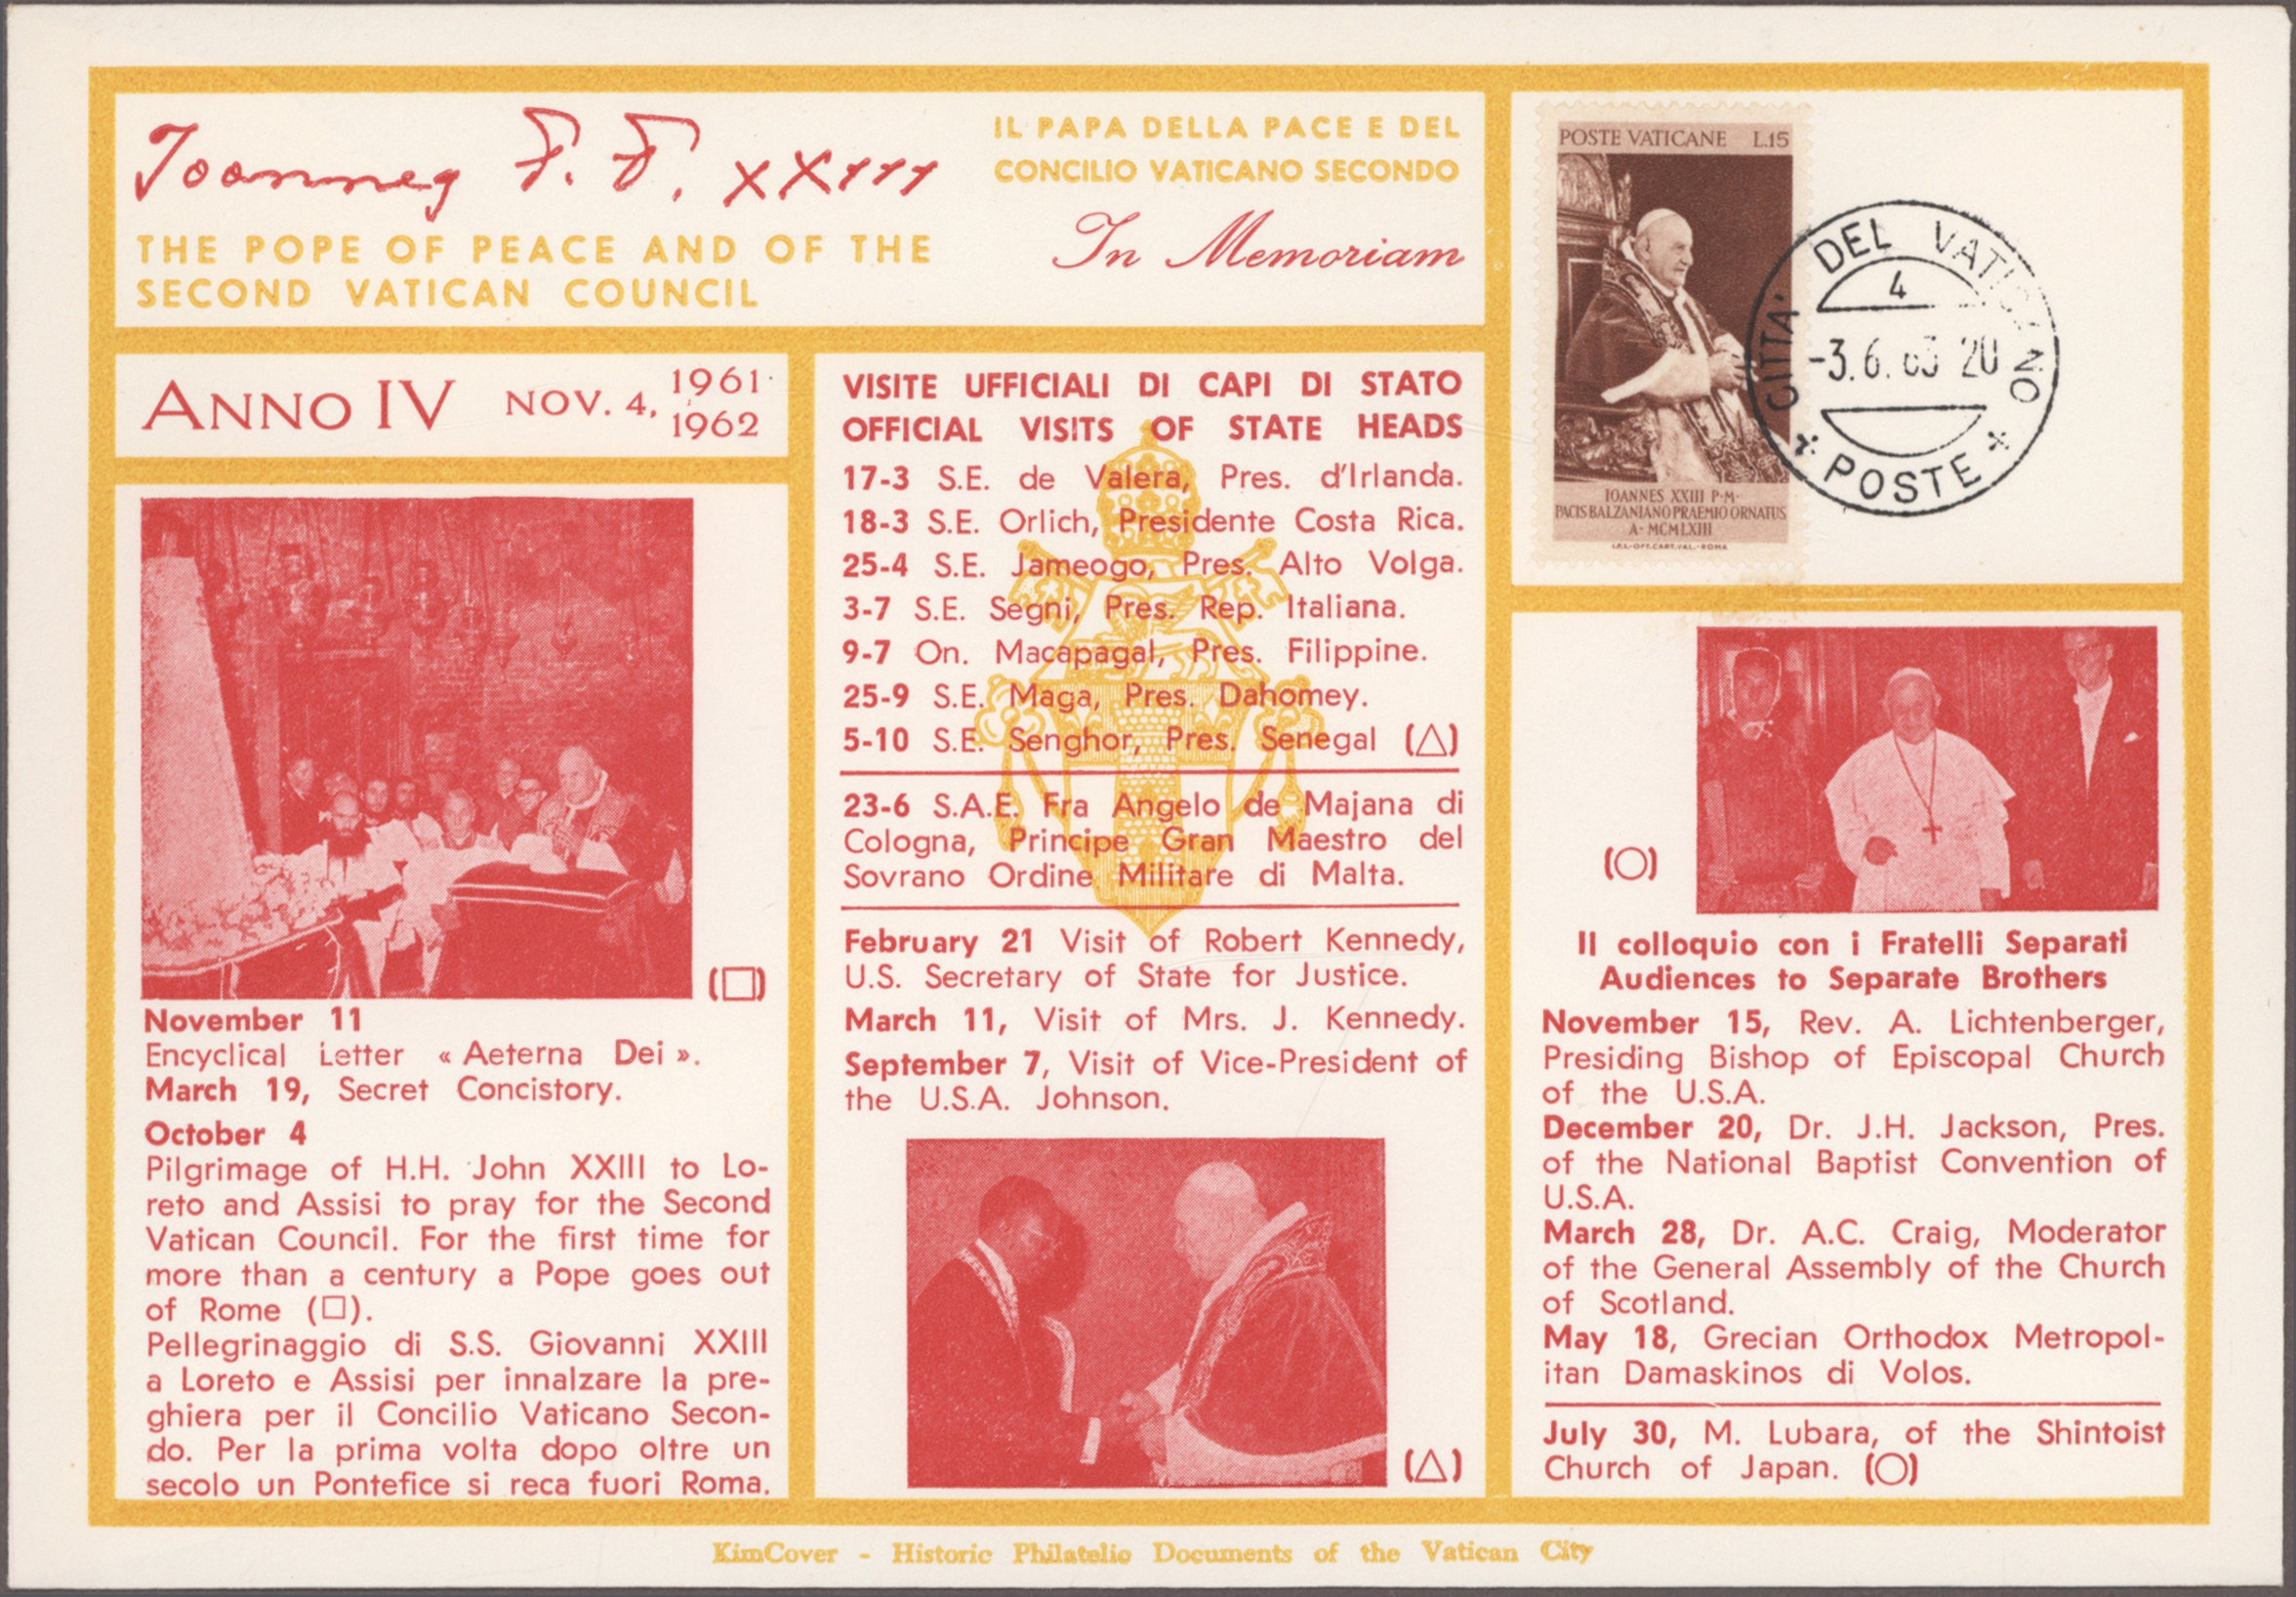 Ioannes P. P. XXIII
THE POPE OF PEACE AND OF THE
SECOND VATICAN COUNCIL
IL PAPA DELLA PACE E DEL
CONCILIO VATICANO SECONDO
In Memoriam
ANNO IV NOV. 4, 1961
1962
November 11
Encyclical Letter « Aeterna Dei ».
March 19, Secret Concistory.
October 4
Pilgrimage of H.H. John XXIII to Lo-
reto and Assisi to pray for the Second
Vatican Council. For the first time for
more than a century a Pope goes out
of Rome (□).
Pellegrinaggio di S.S. Giovanni XXIII
a Loreto e Assisi per innalzare la pre-
ghiera per il Concilio Vaticano Secon-
do. Per la prima volta dopo oltre un
secolo un Pontefice si reca fuori Roma.
(□)
VISITE UFFICIALI DI CAPI DI STATO
OFFICIAL VISITS OF STATE HEADS
17-3 S.E. de Valera, Pres. d'Irlanda.
18-3 S.E. Orlich, Presidente Costa Rica.
25-4 S.E. Jameogo, Pres. Alto Volga.
3-7 S.E. Segni, Pres. Rep. Italiana.
9-7 On. Macapagal, Pres. Filippine.
25-9 S.E. Maga, Pres. Dahomey.
5-10 S.E. Senghor, Pres. Senegal (△)
23-6 S.A.E. Fra Angelo de Majana di
Cologna, Principe Gran Maestro del
Sovrano Ordine Militare di Malta.
February 21 Visit of Robert Kennedy,
U.S. Secretary of State for Justice.
March 11, Visit of Mrs. J. Kennedy.
September 7, Visit of Vice-President of
the U.S.A. Johnson.
(△)
POSTE VATICANE L.15
IOANNES XXIII P·M·
PACIS BALZANIANO PRAEMIO ORNATUS
A· MCMLXIII
I.P.S.-OFF.CART.VAL.-ROMA
CITTA' DEL VATICANO
4
-3.6.63 20
POSTE
(○)
Il colloquio con i Fratelli Separati
Audiences to Separate Brothers
November 15, Rev. A. Lichtenberger,
Presiding Bishop of Episcopal Church
of the U.S.A.
December 20, Dr. J.H. Jackson, Pres.
of the National Baptist Convention of
U.S.A.
March 28, Dr. A.C. Craig, Moderator
of the General Assembly of the Church
of Scotland.
May 18, Grecian Orthodox Metropol-
itan Damaskinos di Volos.
July 30, M. Lubara, of the Shintoist
Church of Japan. (○)
KimCover - Historic Philatelic Documents of the Vatican City